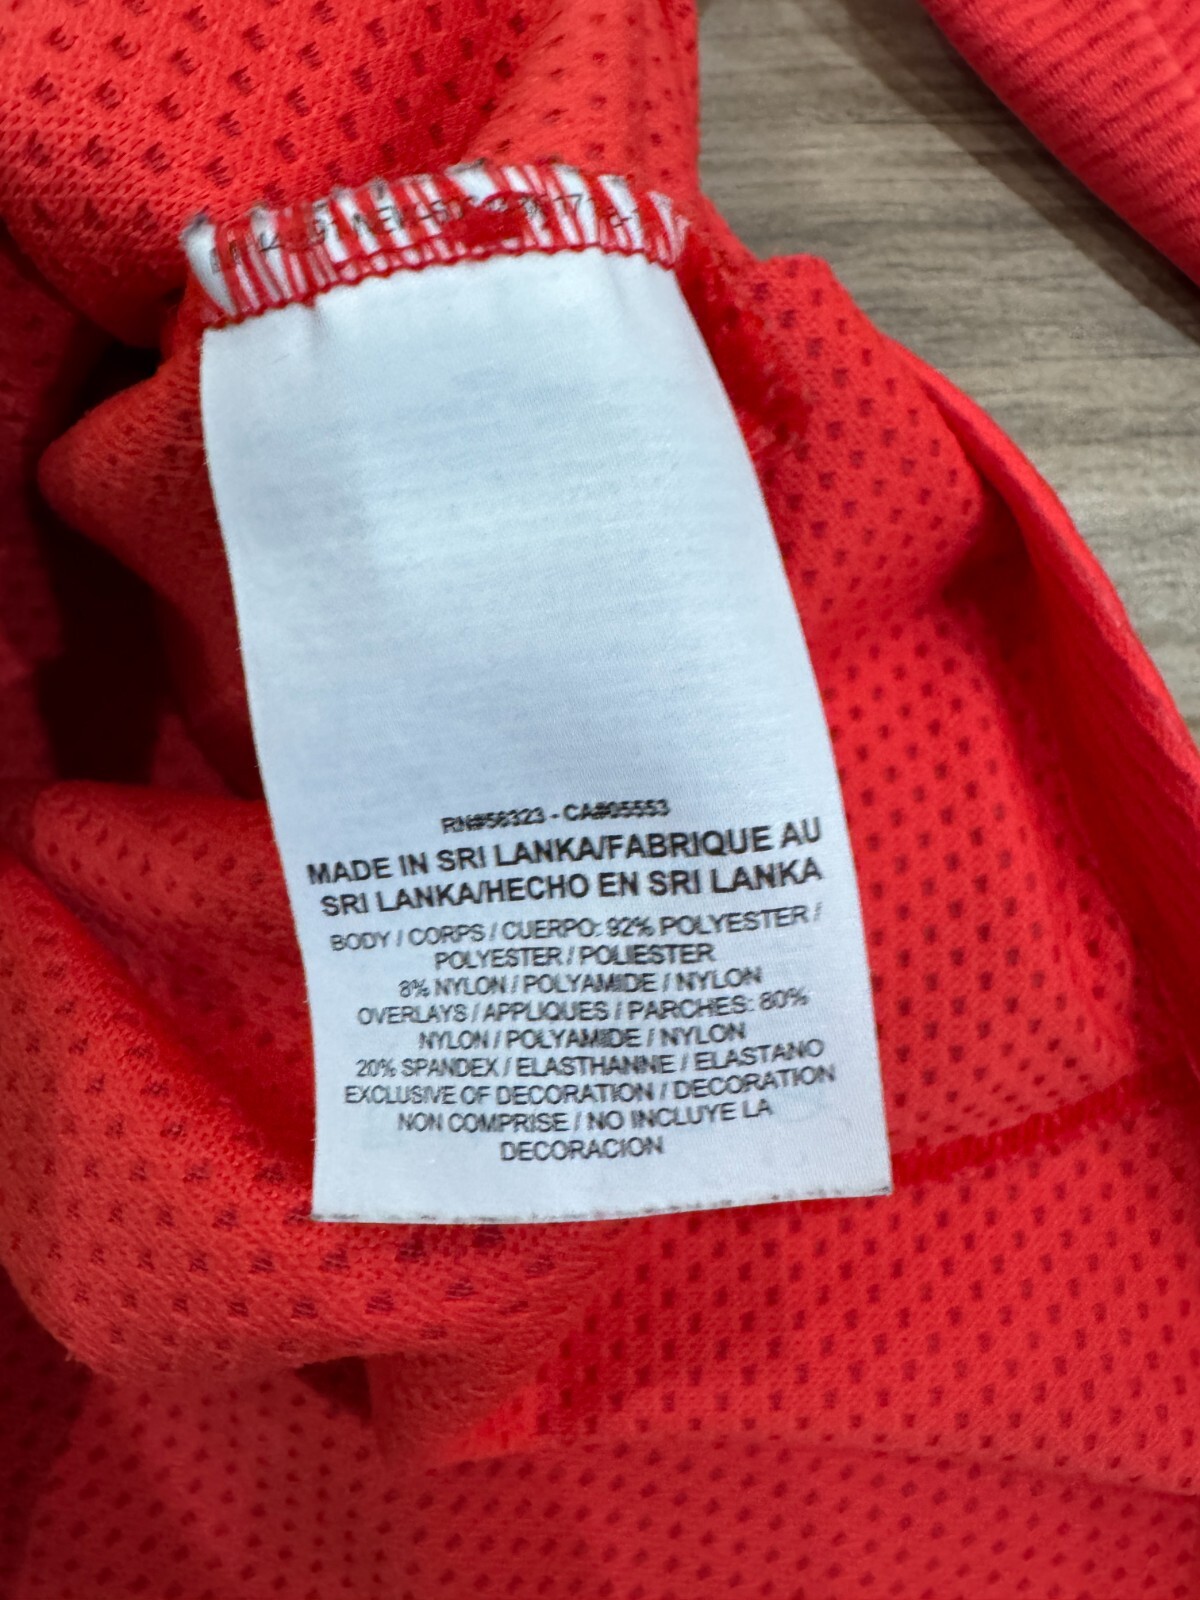 RN#56323 - CA#05553
MADE IN SRI LANKA/FABRIQUE AU
SRI LANKA/HECHO EN SRI LANKA
BODY / CORPS / CUERPO: 92% POLYESTER /
POLYESTER / POLIESTER
8% NYLON / POLYAMIDE / NYLON
OVERLAYS / APPLIQUES / PARCHES: 80%
NYLON / POLYAMIDE / NYLON
20% SPANDEX / ELASTHANNE / ELASTANO
EXCLUSIVE OF DECORATION / DECORATION
NON COMPRISE / NO INCLUYE LA
DECORACION